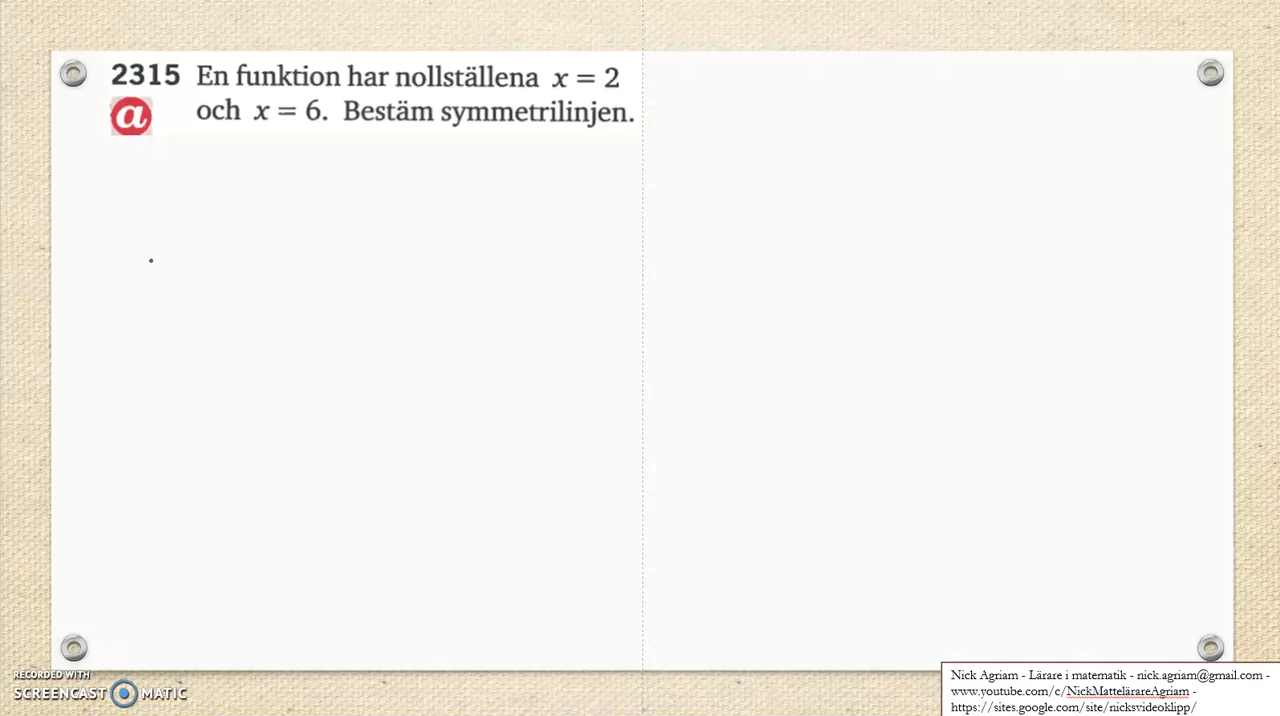 2315 En funktion har nollställena x = 2
a och x = 6. Bestäm symmetrilinjen.
RECORDED WITH
SCREENCAST MATIC
Nick Agriam - Lärare i matematik - nick.agriam@gmail.com -
www.youtube.com/c/NickMattelärareAgriam -
https://sites.google.com/site/nicksvideoklipp/